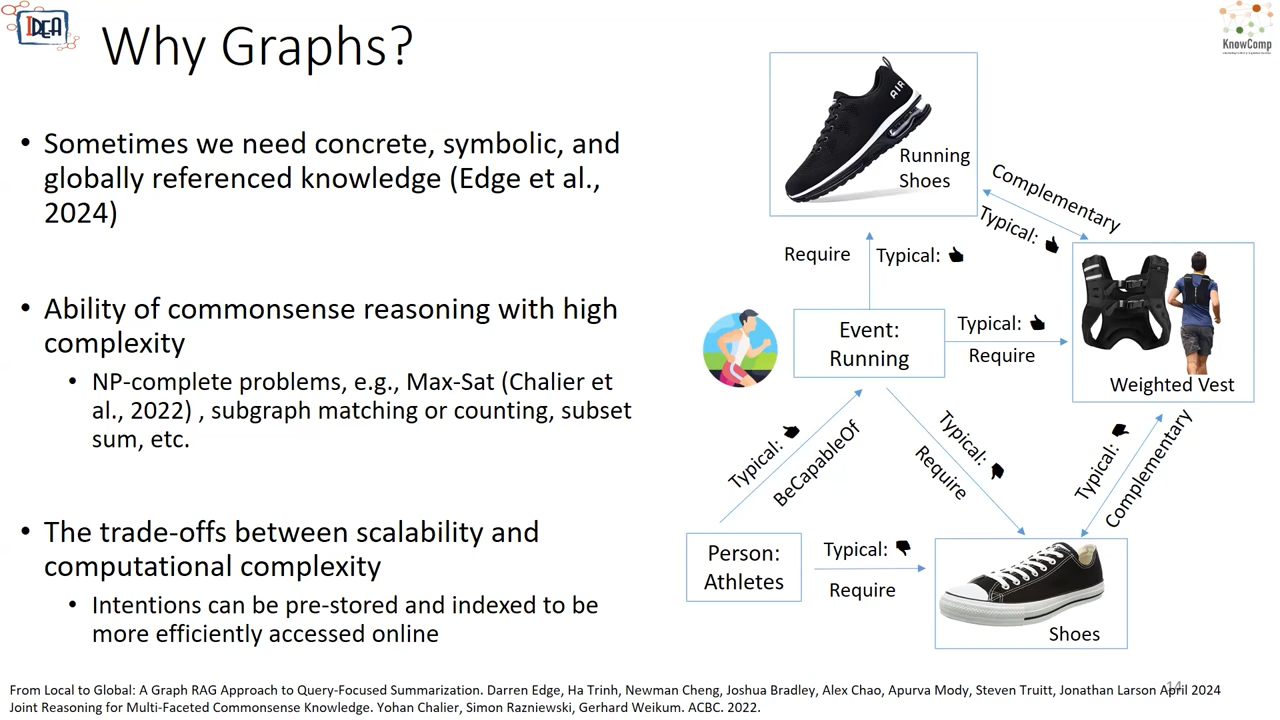 IDEA
KnowComp
Why Graphs?
• Sometimes we need concrete, symbolic, and
globally referenced knowledge (Edge et al.,
2024)
• Ability of commonsense reasoning with high
complexity
• NP-complete problems, e.g., Max-Sat (Chalier et
al., 2022) , subgraph matching or counting, subset
sum, etc.
• The trade-offs between scalability and
computational complexity
• Intentions can be pre-stored and indexed to be
more efficiently accessed online
AIR
Running
Shoes
Complementary
Typical:
Require
Typical:
Event:
Running
Typical:
Require
Weighted Vest
Typical:
BeCapableOf
Typical:
Require
Typical:
Complementary
Person:
Athletes
Typical:
Require
Shoes
From Local to Global: A Graph RAG Approach to Query-Focused Summarization. Darren Edge, Ha Trinh, Newman Cheng, Joshua Bradley, Alex Chao, Apurva Mody, Steven Truitt, Jonathan Larson April 2024
Joint Reasoning for Multi-Faceted Commonsense Knowledge. Yohan Chalier, Simon Razniewski, Gerhard Weikum. ACBC. 2022.
14